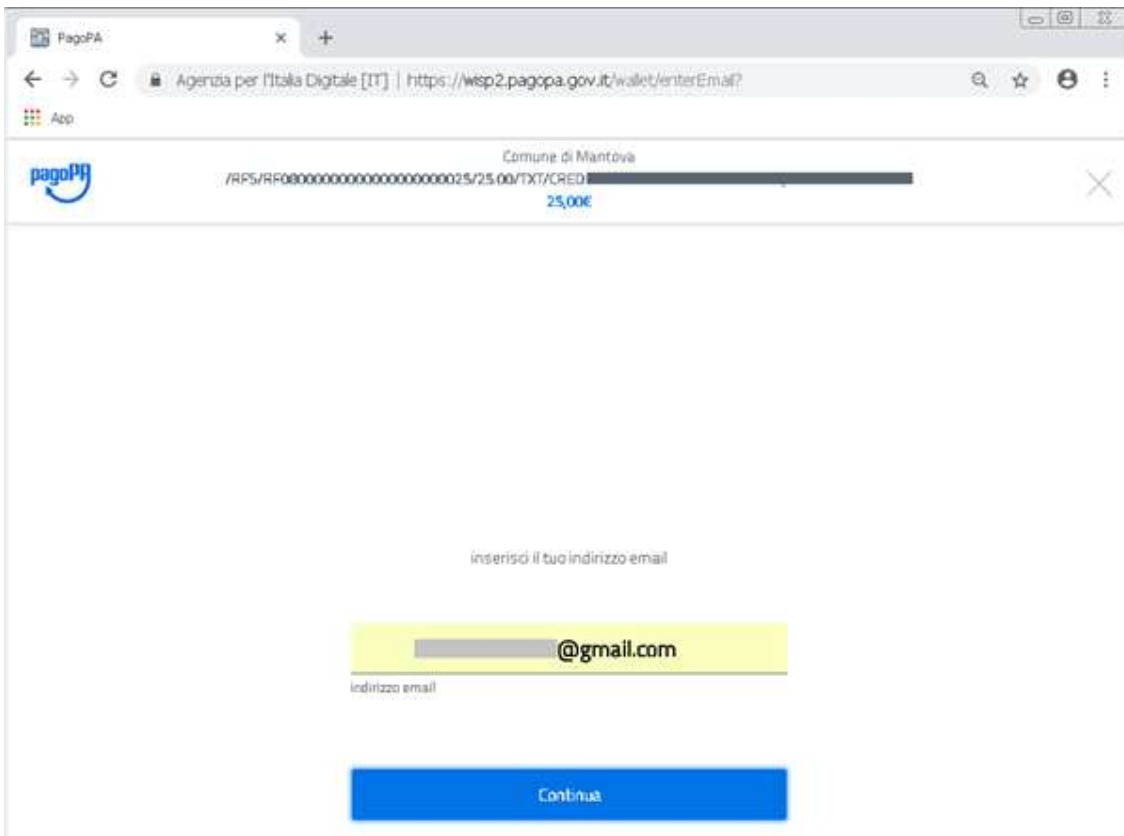 PagoPA
Agenzia per l'Italia Digitale [IT] | https://wisp2.pagopa.gov.it/wallet/enterEmail?
App
pagoPA
Comune di Mantova
/RFS/RF0800000000000000000025/25.00/TXT/CRED
25,00€
inserisci il tuo indirizzo email
@gmail.com
indirizzo email
Continua